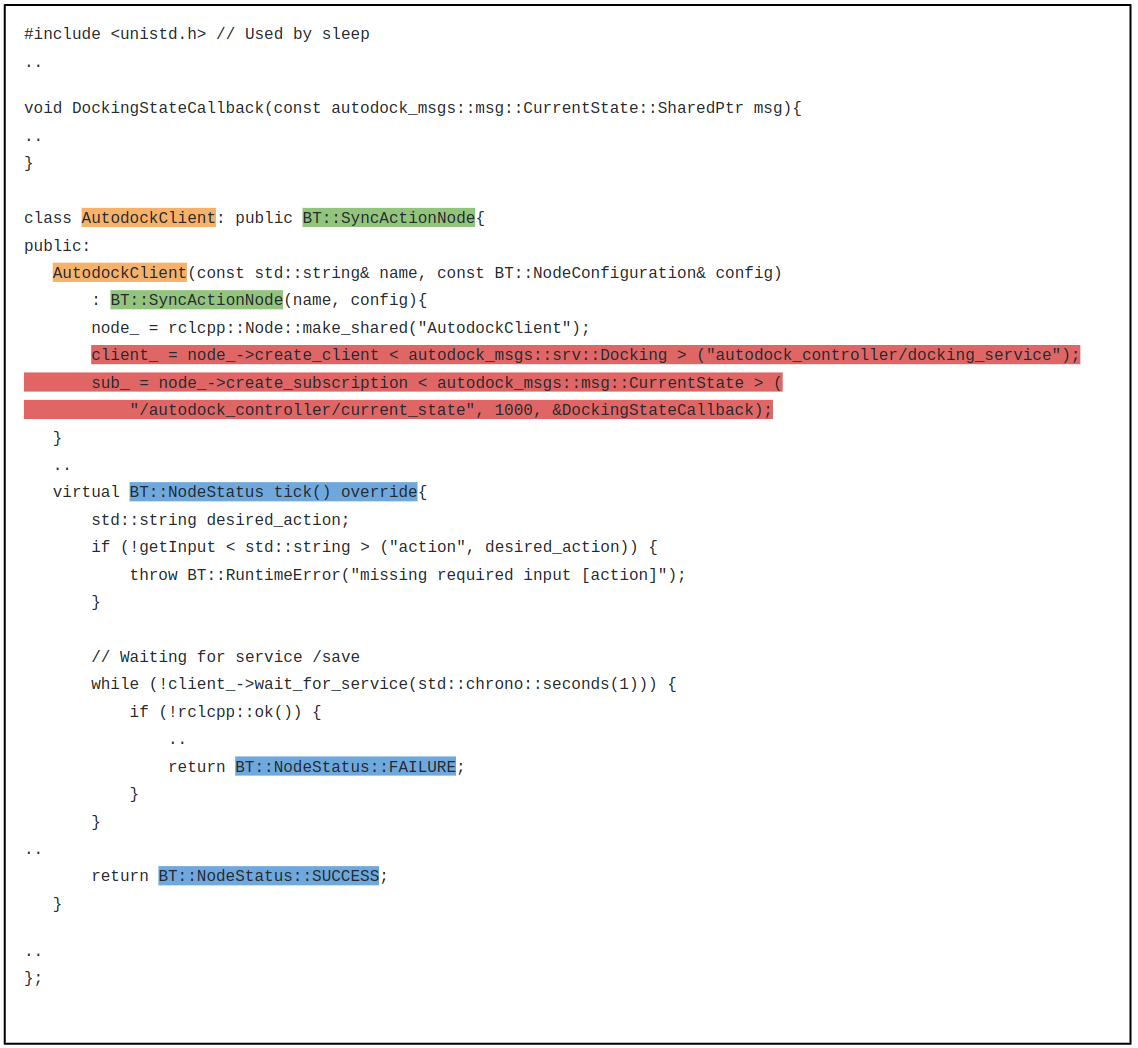 #include <unistd.h> // Used by sleep
..
void DockingStateCallback(const autodock_msgs::msg::CurrentState::SharedPtr msg){
..
}
class AutodockClient: public BT::SyncActionNode{
public:
   AutodockClient(const std::string& name, const BT::NodeConfiguration& config)
       : BT::SyncActionNode(name, config){
       node_ = rclcpp::Node::make_shared("AutodockClient");
       client_ = node_->create_client < autodock_msgs::srv::Docking > ("autodock_controller/docking_service");
       sub_ = node_->create_subscription < autodock_msgs::msg::CurrentState > (
           "/autodock_controller/current_state", 1000, &DockingStateCallback);
   }
   ..
   virtual BT::NodeStatus tick() override{
       std::string desired_action;
       if (!getInput < std::string > ("action", desired_action)) {
           throw BT::RuntimeError("missing required input [action]");
       }
       // Waiting for service /save
       while (!client_->wait_for_service(std::chrono::seconds(1))) {
           if (!rclcpp::ok()) {
               ..
               return BT::NodeStatus::FAILURE;
           }
       }
..
       return BT::NodeStatus::SUCCESS;
   }
..
};